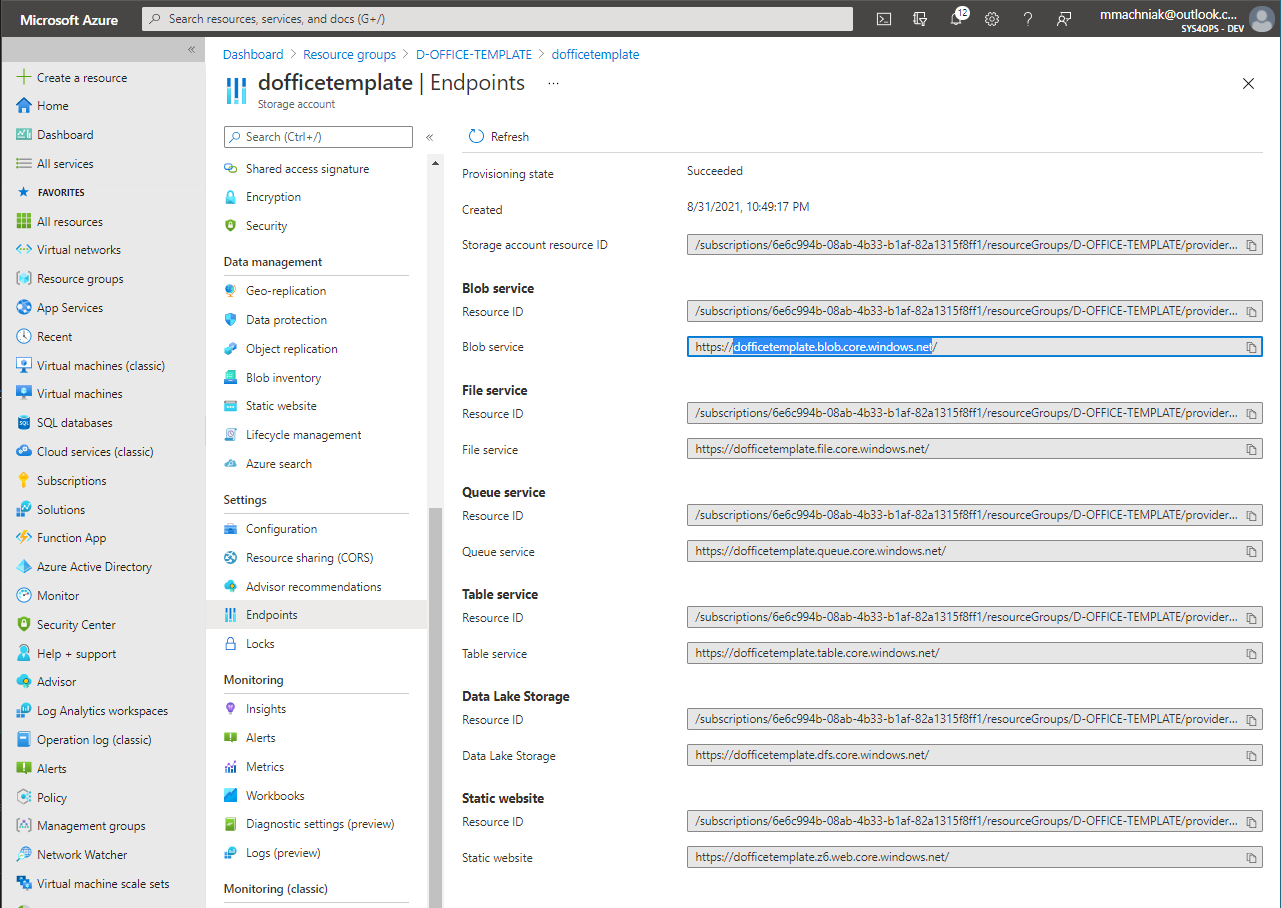 Microsoft Azure
Search resources, services, and docs (G+/)
12
?
mmachniak@outlook.c...
SYS4OPS - DEV
«
Create a resource
Home
Dashboard
All services
FAVORITES
All resources
Virtual networks
Resource groups
App Services
Recent
Virtual machines (classic)
Virtual machines
SQL databases
Cloud services (classic)
Subscriptions
Solutions
Function App
Azure Active Directory
Monitor
Security Center
Help + support
Advisor
Log Analytics workspaces
Operation log (classic)
Alerts
Policy
Management groups
Network Watcher
Virtual machine scale sets
Dashboard > Resource groups > D-OFFICE-TEMPLATE > dofficetemplate
dofficetemplate | Endpoints ...
Storage account
Search (Ctrl+/)
«
Shared access signature
Encryption
Security
Data management
Geo-replication
Data protection
Object replication
Blob inventory
Static website
Lifecycle management
Azure search
Settings
Configuration
Resource sharing (CORS)
Advisor recommendations
Endpoints
Locks
Monitoring
Insights
Alerts
Metrics
Workbooks
Diagnostic settings (preview)
Logs (preview)
Monitoring (classic)
Refresh
Provisioning state Succeeded
Created 8/31/2021, 10:49:17 PM
Storage account resource ID /subscriptions/6e6c994b-08ab-4b33-b1af-82a1315f8ff1/resourceGroups/D-OFFICE-TEMPLATE/provider...
Blob service
Resource ID /subscriptions/6e6c994b-08ab-4b33-b1af-82a1315f8ff1/resourceGroups/D-OFFICE-TEMPLATE/provider...
Blob service https://dofficetemplate.blob.core.windows.net/
File service
Resource ID /subscriptions/6e6c994b-08ab-4b33-b1af-82a1315f8ff1/resourceGroups/D-OFFICE-TEMPLATE/provider...
File service https://dofficetemplate.file.core.windows.net/
Queue service
Resource ID /subscriptions/6e6c994b-08ab-4b33-b1af-82a1315f8ff1/resourceGroups/D-OFFICE-TEMPLATE/provider...
Queue service https://dofficetemplate.queue.core.windows.net/
Table service
Resource ID /subscriptions/6e6c994b-08ab-4b33-b1af-82a1315f8ff1/resourceGroups/D-OFFICE-TEMPLATE/provider...
Table service https://dofficetemplate.table.core.windows.net/
Data Lake Storage
Resource ID /subscriptions/6e6c994b-08ab-4b33-b1af-82a1315f8ff1/resourceGroups/D-OFFICE-TEMPLATE/provider...
Data Lake Storage https://dofficetemplate.dfs.core.windows.net/
Static website
Resource ID /subscriptions/6e6c994b-08ab-4b33-b1af-82a1315f8ff1/resourceGroups/D-OFFICE-TEMPLATE/provider...
Static website https://dofficetemplate.z6.web.core.windows.net/